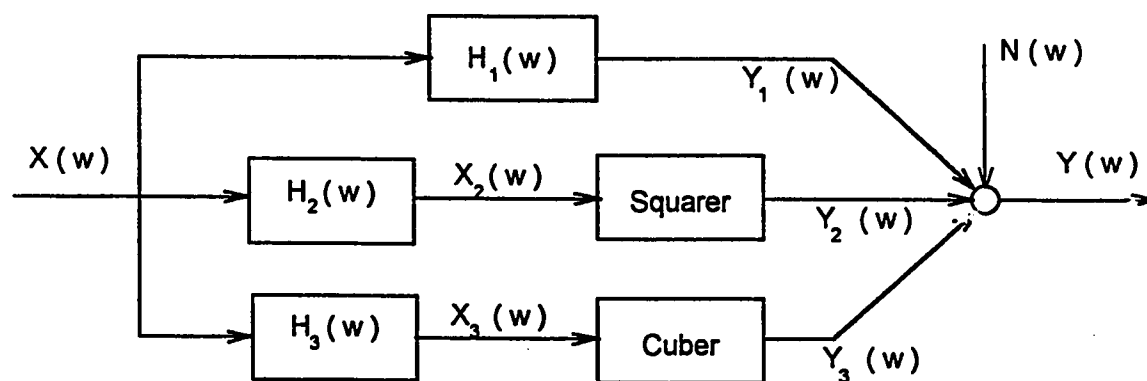 H₁(w)
N(w)
Y₁(w)
X(w)
Y(w)
H₂(w)
X₂(w)
Squarer
Y₂(w)
H₃(w)
X₃(w)
Cuber
Y₃(w)